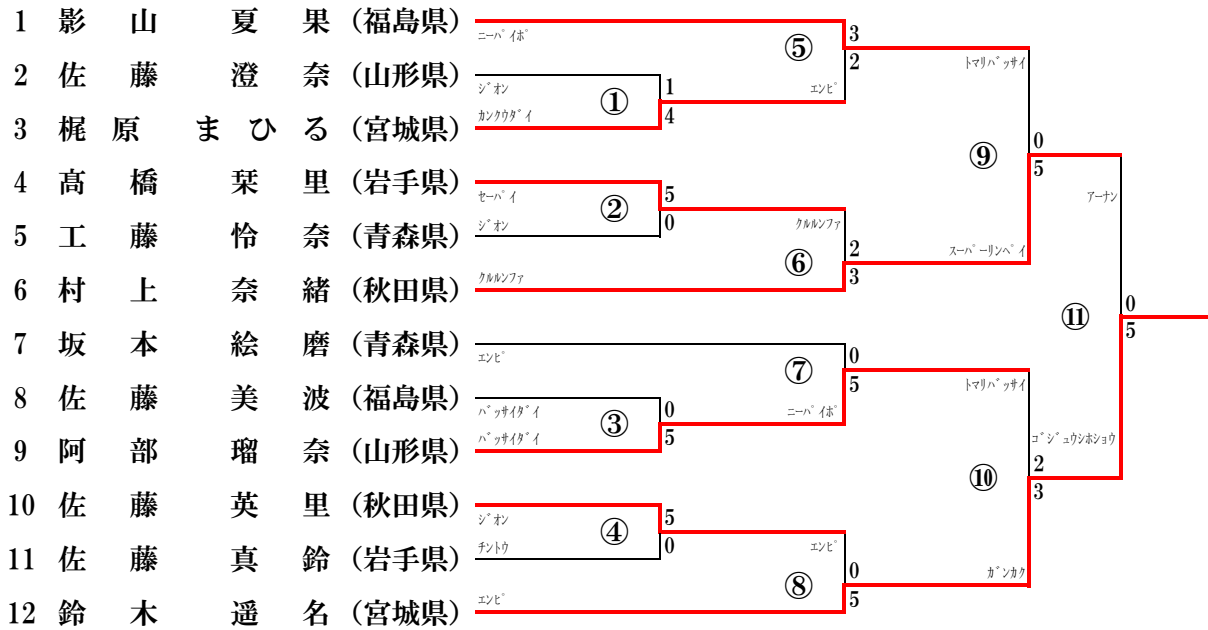 1 影山夏果（福島県）
ニーパイポ
⑤
3
2
トマリバッサイ
2 佐藤澄奈（山形県）
ジオン
①
1
4
エンピ
3 梶原まひる（宮城県）
カンクウダイ
⑨
0
5
4 髙橋栞里（岩手県）
セーパイ
②
5
0
クルルンファ
アーナン
5 工藤怜奈（青森県）
ジオン
⑥
2
3
スーパーリンペイ
6 村上奈緒（秋田県）
クルルンファ
⑪
0
5
7 坂本絵磨（青森県）
エンピ
⑦
0
5
トマリバッサイ
8 佐藤美波（福島県）
バッサイダイ
③
0
5
ニーパイポ
9 阿部瑠奈（山形県）
バッサイダイ
ゴジュウシホショウ
⑩
2
3
10 佐藤英里（秋田県）
ジオン
④
5
0
エンピ
11 佐藤真鈴（岩手県）
チントウ
⑧
0
5
ガンカク
12 鈴木遥名（宮城県）
エンピ